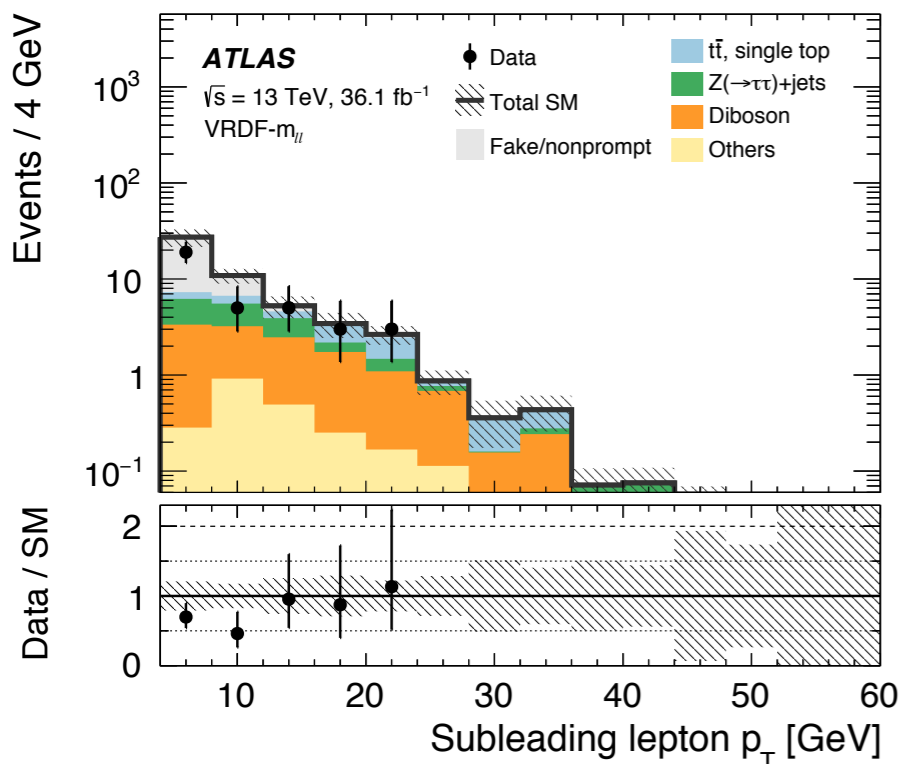 Events / 4 GeV
10³
10²
10
1
10⁻¹
ATLAS
√s = 13 TeV, 36.1 fb⁻¹
VRDF-m_ll
Data
Total SM
Fake/nonprompt
tt̄, single top
Z(→ττ)+jets
Diboson
Others
Data / SM
2
1
0
10 20 30 40 50 60
Subleading lepton p_T [GeV]